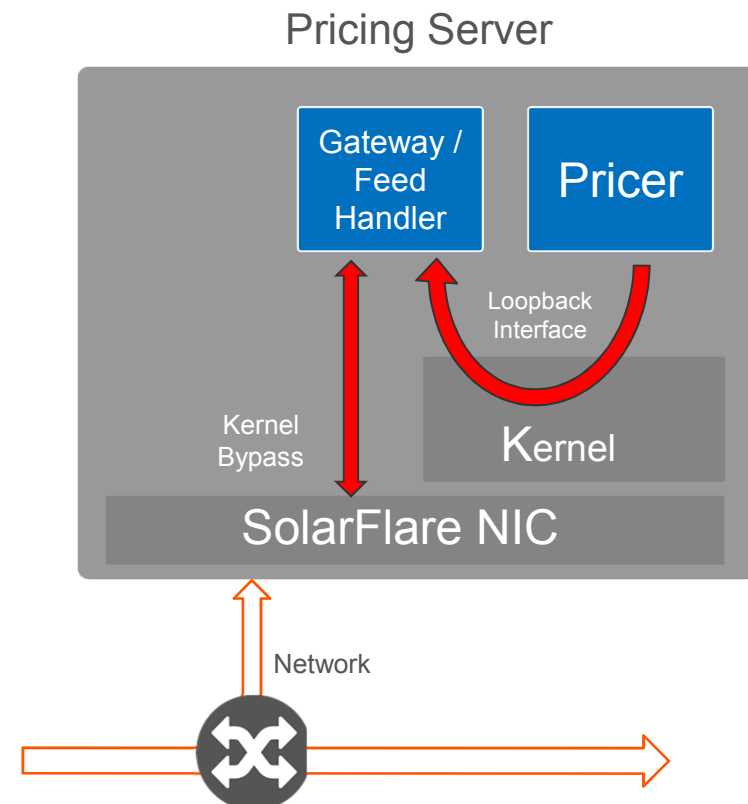 Pricing Server
Gateway /
Feed
Handler
Pricer
Loopback
Interface
Kernel
Bypass
Kernel
SolarFlare NIC
Network